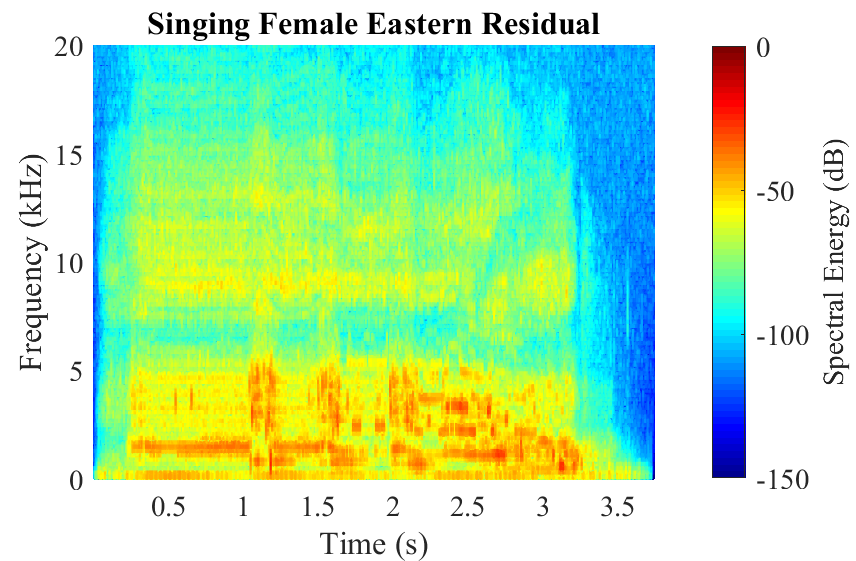 Singing Female Eastern Residual
20
15
10
5
0
Frequency (kHz)
0.5 1 1.5 2 2.5 3 3.5
Time (s)
0
-50
-100
-150
Spectral Energy (dB)